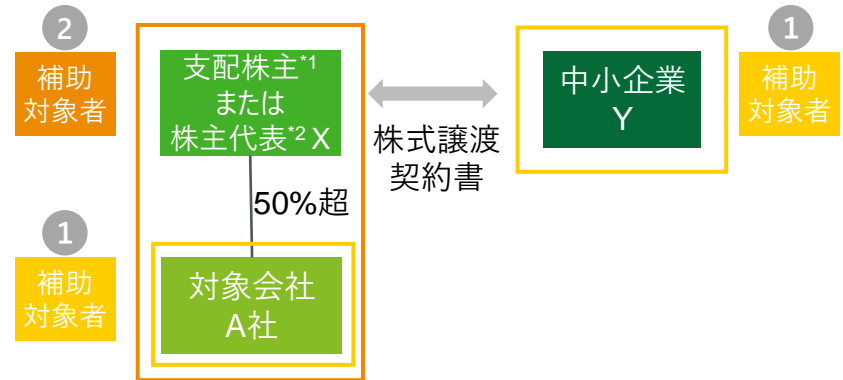 2
補助
対象者
支配株主*1
または
株主代表*2 X
50%超
1
補助
対象者
対象会社
A社
株式譲渡
契約書
中小企業
Y
1
補助
対象者